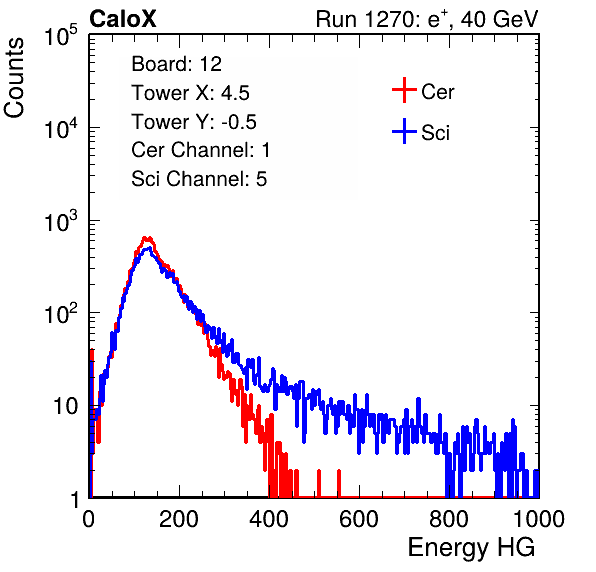 CaloX Run 1270: e⁺, 40 GeV
Counts
10⁵
10⁴
10³
10²
10
1
Board: 12
Tower X: 4.5
Tower Y: -0.5
Cer Channel: 1
Sci Channel: 5
Cer
Sci
0 200 400 600 800 1000
Energy HG